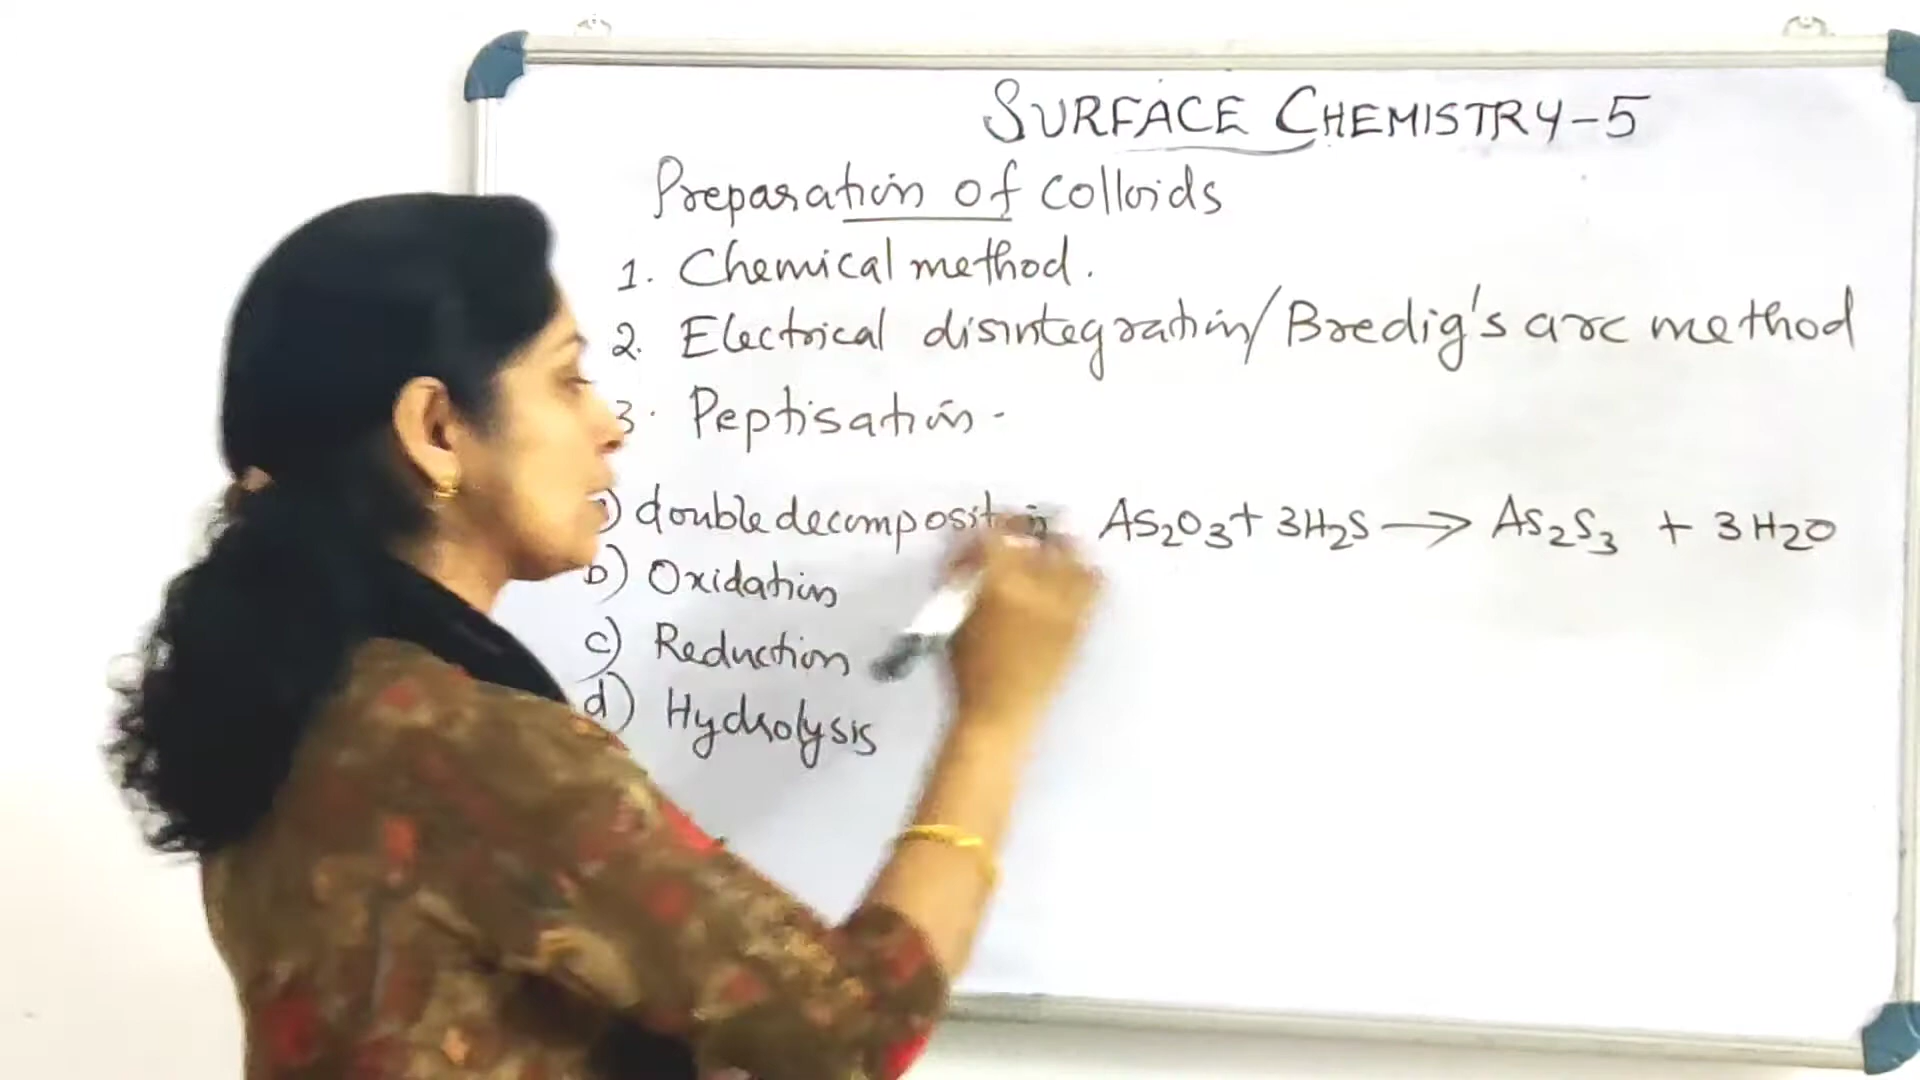 SURFACE CHEMISTRY-5
Preparation of colloids
1. Chemical method.
2. Electrical disintegration/Bredig's arc method
3. Peptisation.
) double decomposition As₂O₃ + 3H₂S → As₂S₃ + 3H₂O
b) Oxidation
c) Reduction
d) Hydrolysis